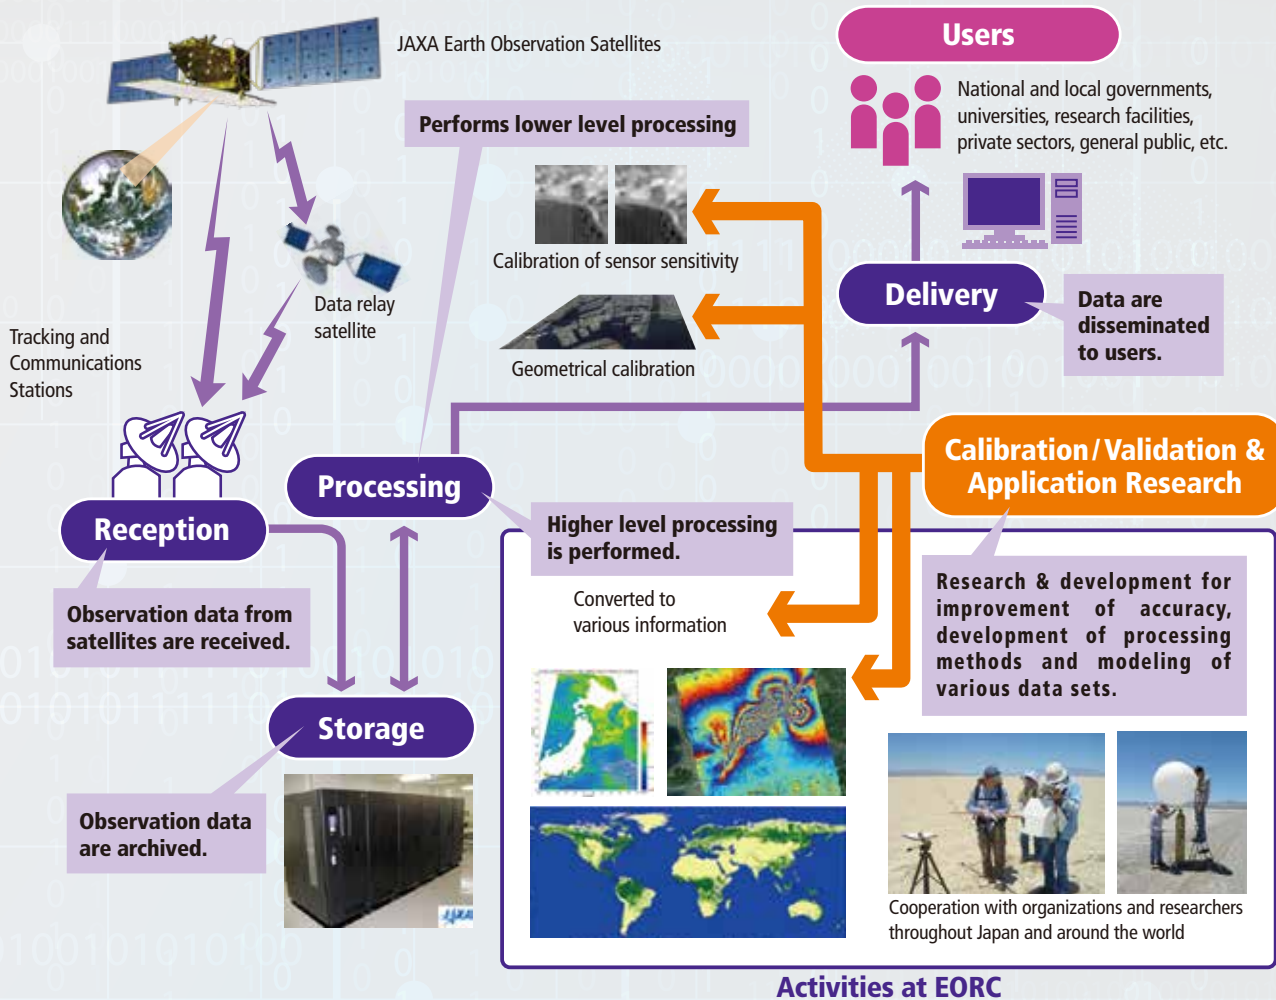 JAXA Earth Observation Satellites
Users
National and local governments,
universities, research facilities,
private sectors, general public, etc.
Performs lower level processing
Calibration of sensor sensitivity
Geometrical calibration
Data relay
satellite
Tracking and
Communications
Stations
Delivery
Data are
disseminated
to users.
Calibration/Validation &
Application Research
Processing
Reception
Higher level processing
is performed.
Observation data from
satellites are received.
Converted to
various information
Research & development for
improvement of accuracy,
development of processing
methods and modeling of
various data sets.
Storage
Observation data
are archived.
JAXA
Cooperation with organizations and researchers
throughout Japan and around the world
Activities at EORC